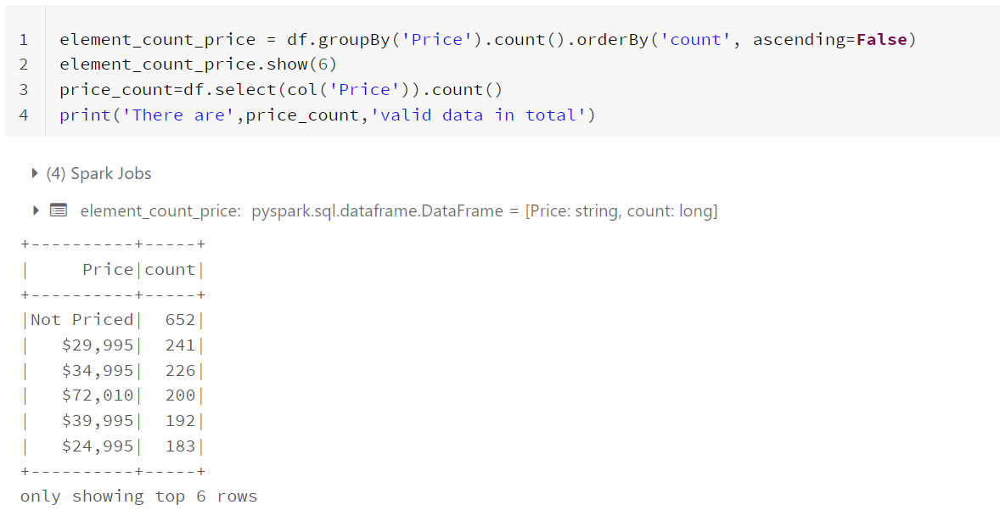 1 element_count_price = df.groupBy('Price').count().orderBy('count', ascending=False)
2 element_count_price.show(6)
3 price_count=df.select(col('Price')).count()
4 print('There are',price_count,'valid data in total')
(4) Spark Jobs
element_count_price: pyspark.sql.dataframe.DataFrame = [Price: string, count: long]
+----------+-----+
|     Price|count|
+----------+-----+
|Not Priced|  652|
|   $29,995|  241|
|   $34,995|  226|
|   $72,010|  200|
|   $39,995|  192|
|   $24,995|  183|
+----------+-----+
only showing top 6 rows